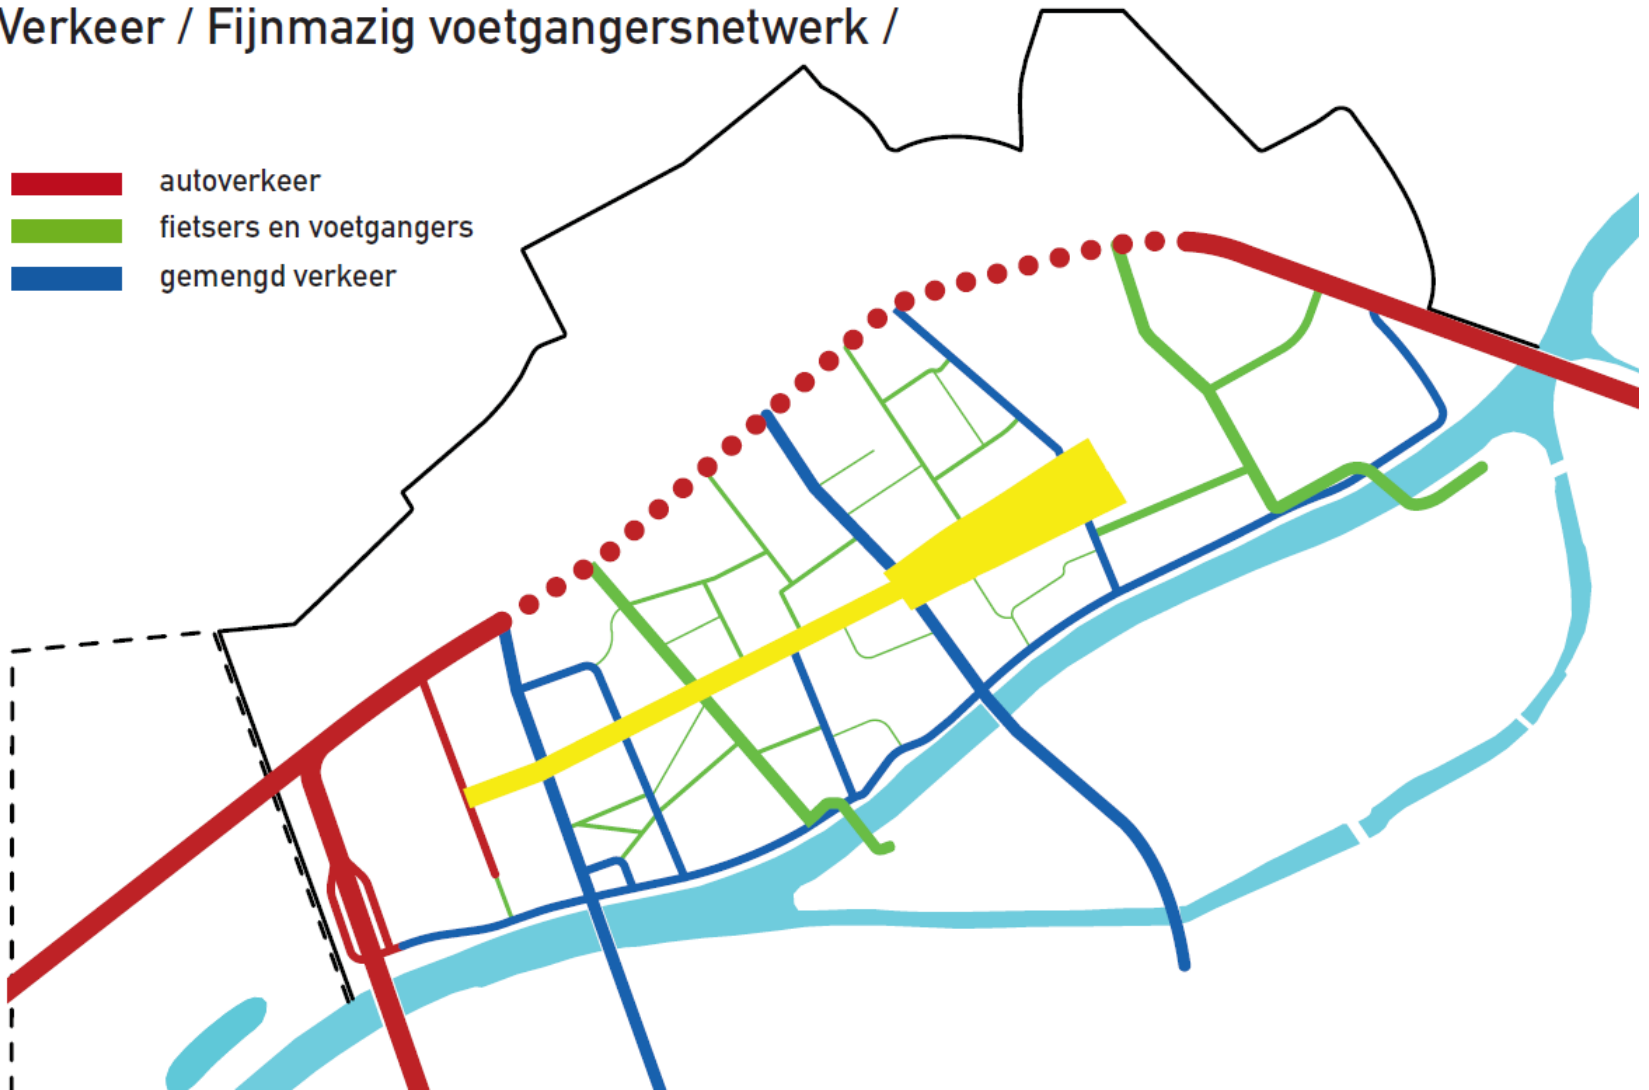 Verkeer / Fijnmazig voetgangersnetwerk /
autoverkeer
fietsers en voetgangers
gemengd verkeer